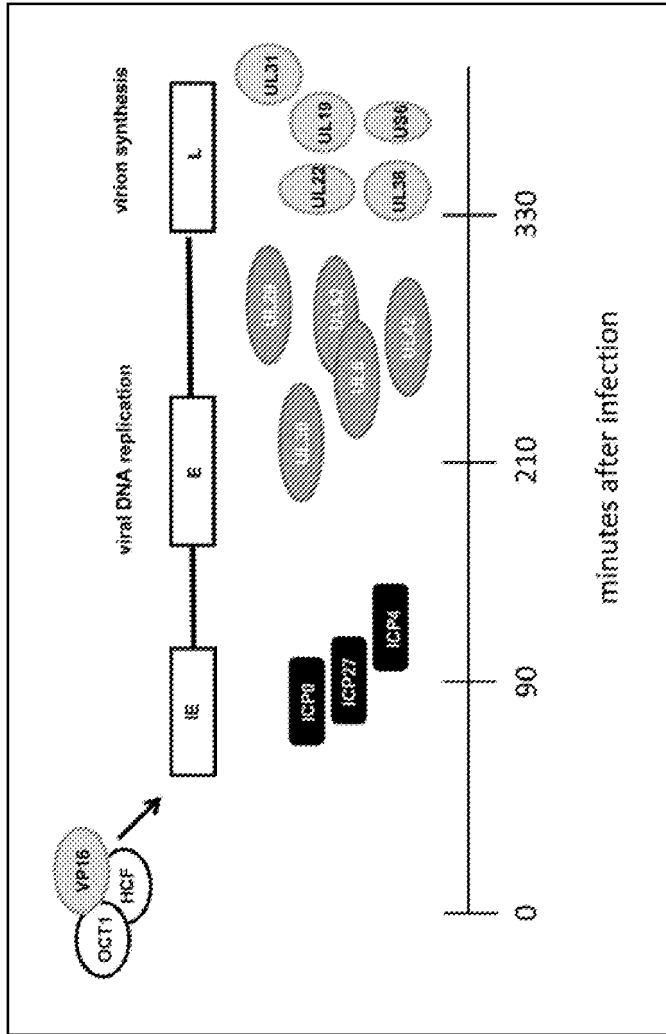 viral DNA replication
virion synthesis
VP16
OCT1
HCF
IE
E
L
ICP0
ICP27
ICP4
UL31
UL22
UL19
UL38
US6
0
90
210
330
minutes after infection